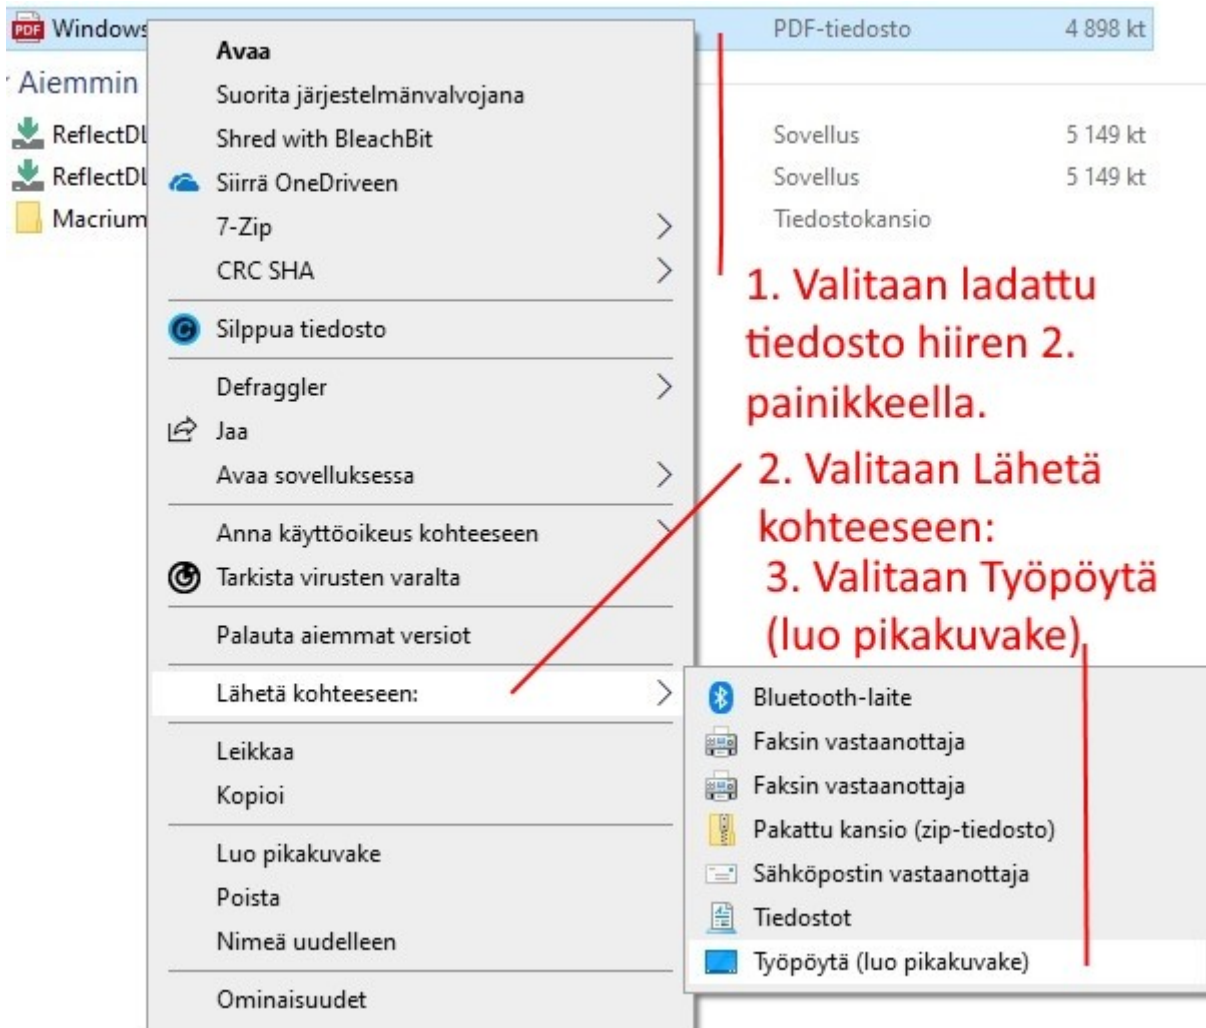 PDF Windows PDF-tiedosto 4 898 kt
Aiemmin
ReflectDL Sovellus 5 149 kt
ReflectDL Sovellus 5 149 kt
Macrium Tiedostokansio
Avaa
Suorita järjestelmänvalvojana
Shred with BleachBit
Siirrä OneDriveen
7-Zip
CRC SHA
Silppua tiedosto
Defraggler
Jaa
Avaa sovelluksessa
Anna käyttöoikeus kohteeseen
Tarkista virusten varalta
Palauta aiemmat versiot
Lähetä kohteeseen:
Leikkaa
Kopioi
Luo pikakuvake
Poista
Nimeä uudelleen
Ominaisuudet
1. Valitaan ladattu
tiedosto hiiren 2.
painikkeella.
2. Valitaan Lähetä
kohteeseen:
3. Valitaan Työpöytä
(luo pikakuvake)
Bluetooth-laite
Faksin vastaanottaja
Faksin vastaanottaja
Pakattu kansio (zip-tiedosto)
Sähköpostin vastaanottaja
Tiedostot
Työpöytä (luo pikakuvake)